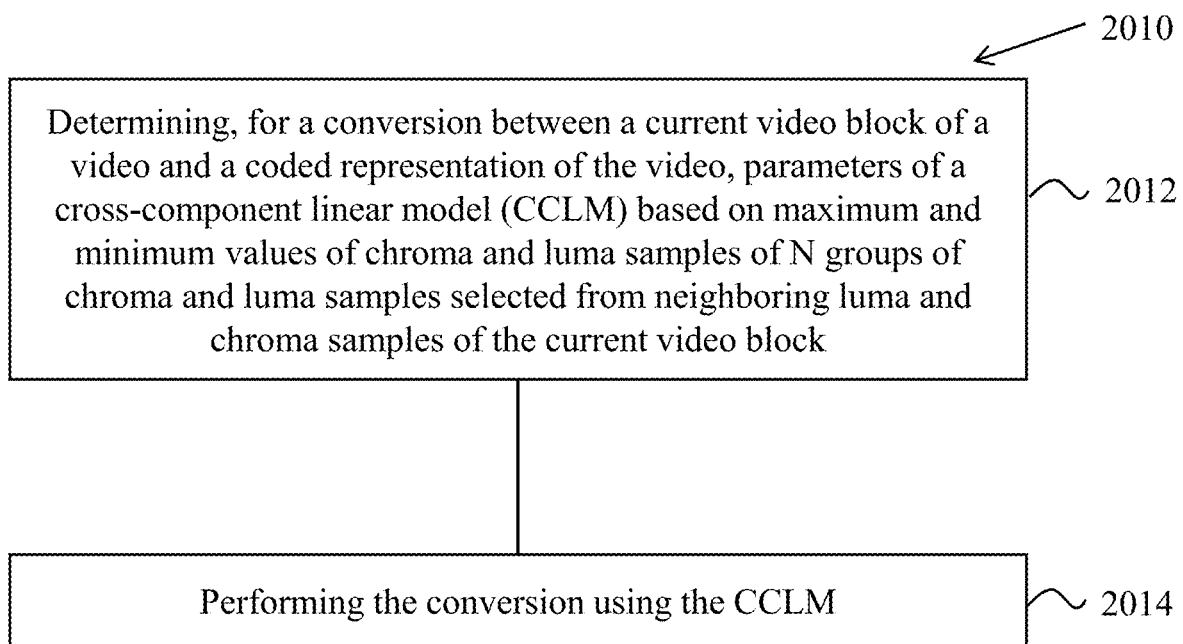 2010
Determining, for a conversion between a current video block of a
video and a coded representation of the video, parameters of a
cross-component linear model (CCLM) based on maximum and
minimum values of chroma and luma samples of N groups of
chroma and luma samples selected from neighboring luma and
chroma samples of the current video block
2012
Performing the conversion using the CCLM
2014